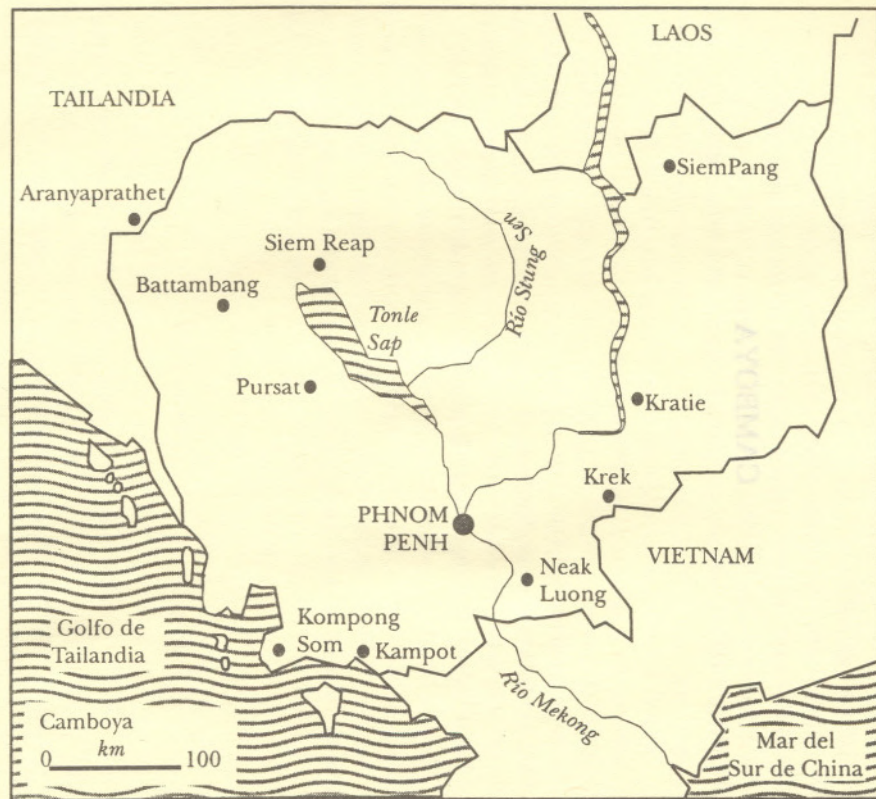 LAOS
TAILANDIA
SiemPang
Aranyaprathet
Río Stung
Sen
Siem Reap
Battambang
Tonle
Sap
Pursat
Kratie
CAMBOYA
Krek
PHNOM
PENH
VIETNAM
Neak
Luong
Golfo de
Tailandia
Kompong
Som
Kampot
Río Mekong
Camboya
km
0
100
Mar del
Sur de China